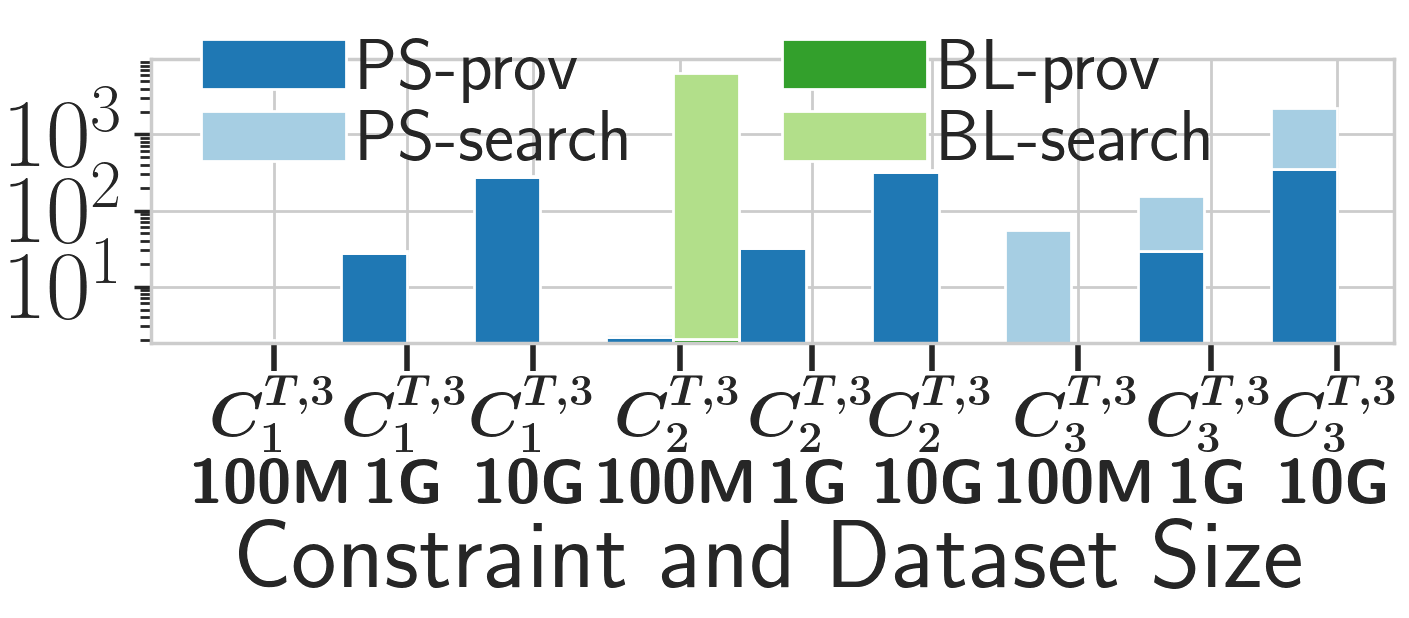 PS-prov BL-prov
PS-search BL-search
10^3
10^2
10^1
C_1^{T,3} C_1^{T,3} C_1^{T,3} C_2^{T,3} C_2^{T,3} C_2^{T,3} C_3^{T,3} C_3^{T,3} C_3^{T,3}
100M 1G 10G 100M 1G 10G 100M 1G 10G
Constraint and Dataset Size